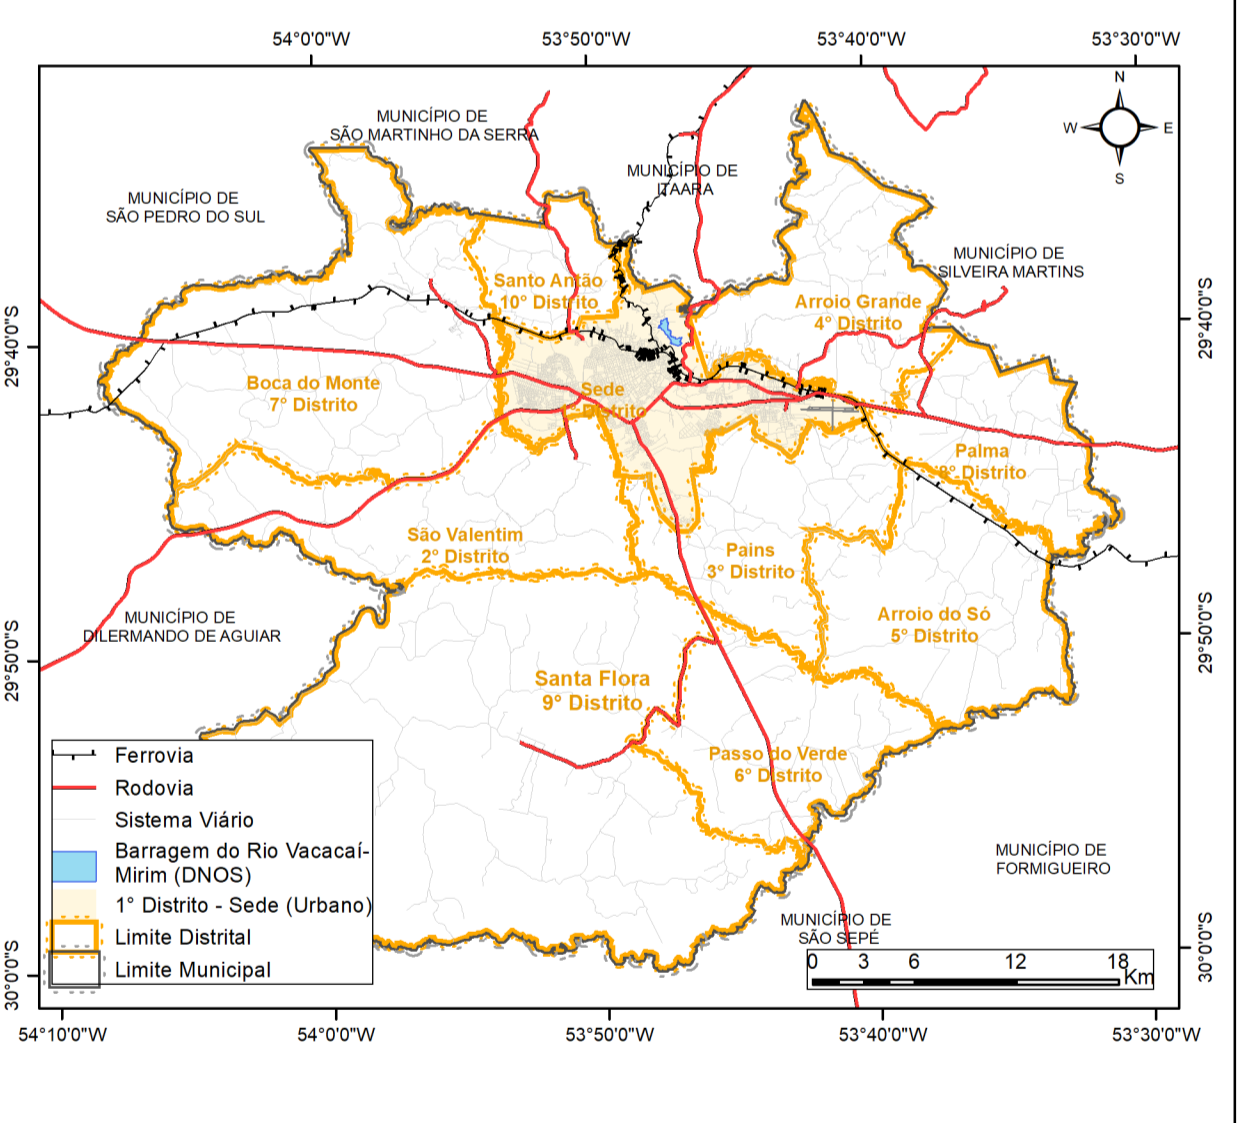 54°0'0"W 53°50'0"W 53°40'0"W 53°30'0"W
N
W E
S
MUNICÍPIO DE
SÃO MARTINHO DA SERRA
MUNICÍPIO DE
ITAARA
MUNICÍPIO DE
SÃO PEDRO DO SUL
MUNICÍPIO DE
SILVEIRA MARTINS
Santo Antão
10° Distrito
Arroio Grande
4° Distrito
29°40'0"S
29°40'0"S
Boca do Monte
7° Distrito
Sede
Distrito
Palma
8° Distrito
São Valentim
2° Distrito
Pains
3° Distrito
Arroio do Só
5° Distrito
MUNICÍPIO DE
DILERMANDO DE AGUIAR
29°50'0"S
29°50'0"S
Santa Flora
9° Distrito
Passo do Verde
6° Distrito
Ferrovia
Rodovia
Sistema Viário
Barragem do Rio Vacacaí-
Mirim (DNOS)
1° Distrito - Sede (Urbano)
Limite Distrital
Limite Municipal
MUNICÍPIO DE
FORMIGUEIRO
MUNICÍPIO DE
SÃO SEPÉ
0 3 6 12 18
Km
30°0'0"S
30°0'0"S
54°10'0"W 54°0'0"W 53°50'0"W 53°40'0"W 53°30'0"W